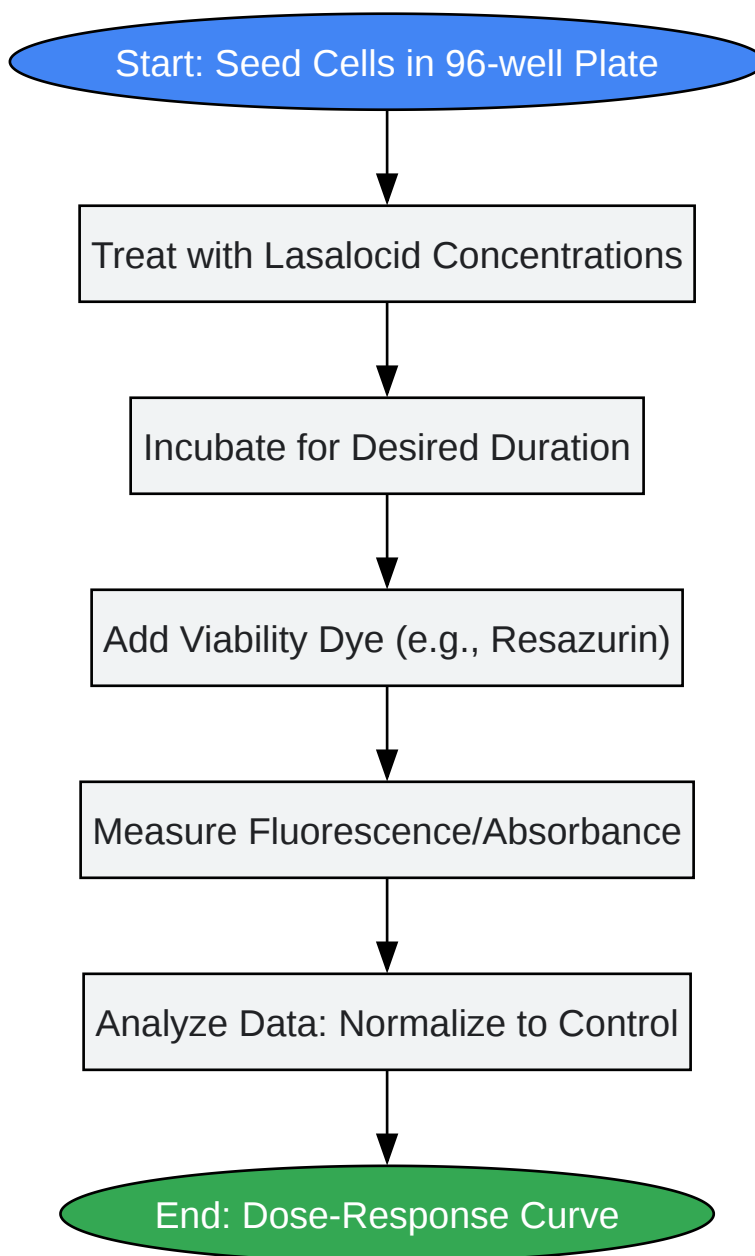 Start: Seed Cells in 96-well Plate
Treat with Lasalocid Concentrations
Incubate for Desired Duration
Add Viability Dye (e.g., Resazurin)
Measure Fluorescence/Absorbance
Analyze Data: Normalize to Control
End: Dose-Response Curve